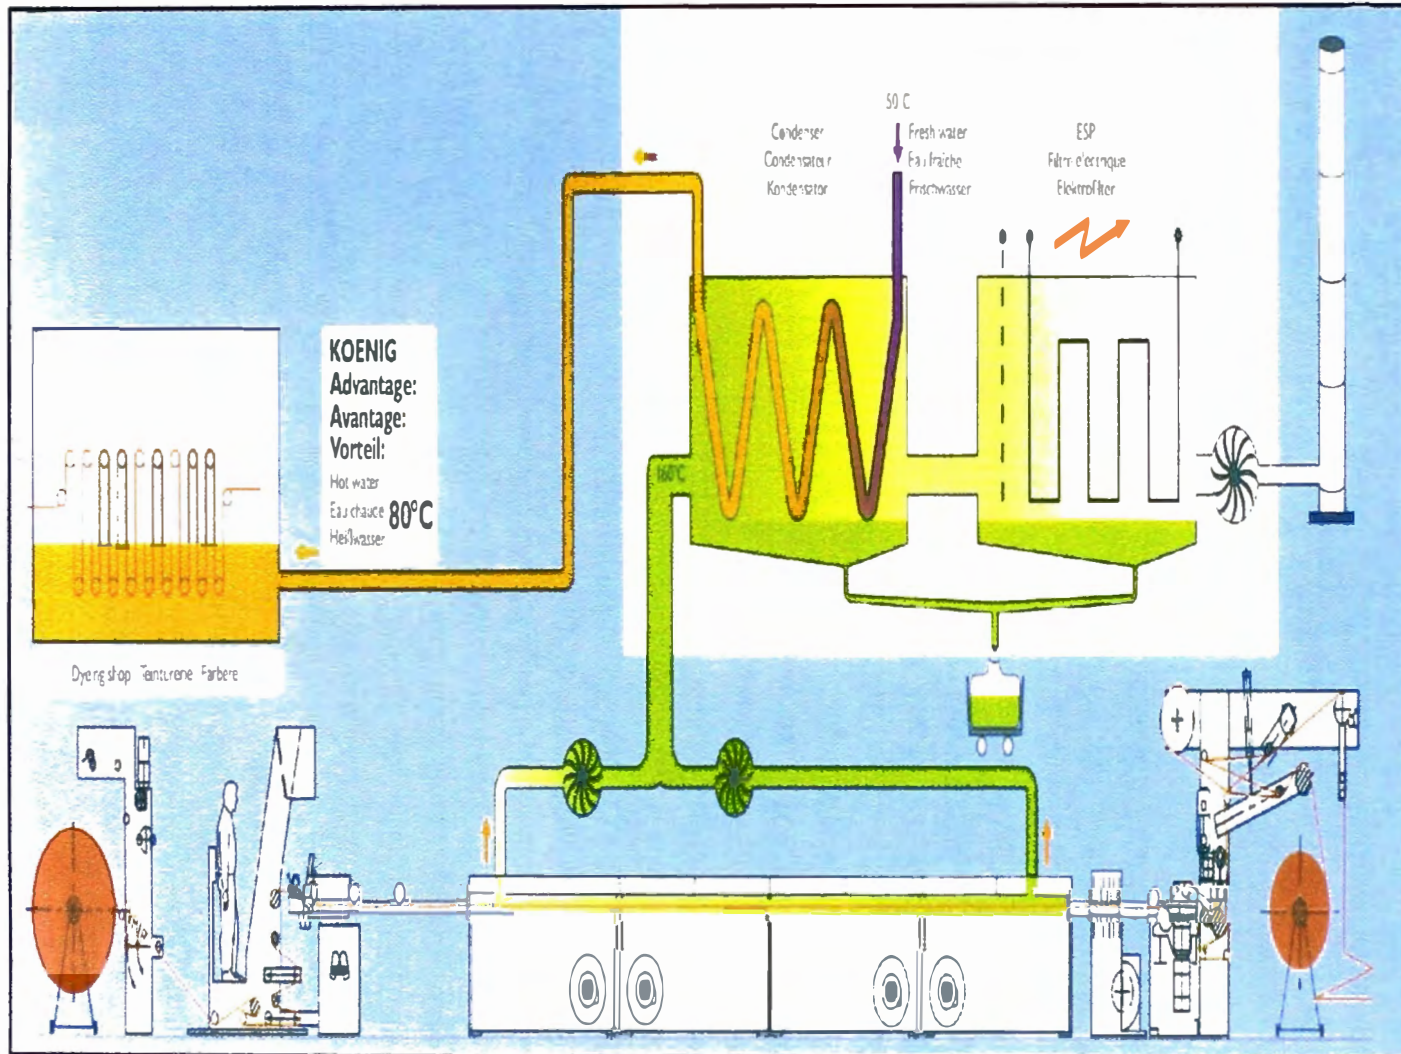 50 C
Condenser
Condensateur
Kondensator
Fresh water
Eau fraîche
Frischwasser
ESP
Filtre électrique
Elektrofilter
KOENIG
Advantage:
Avantage:
Vorteil:
Hot water
Eau chaude 80°C
Heißwasser
160°C
Dyeing shop Teinturerie Färberei